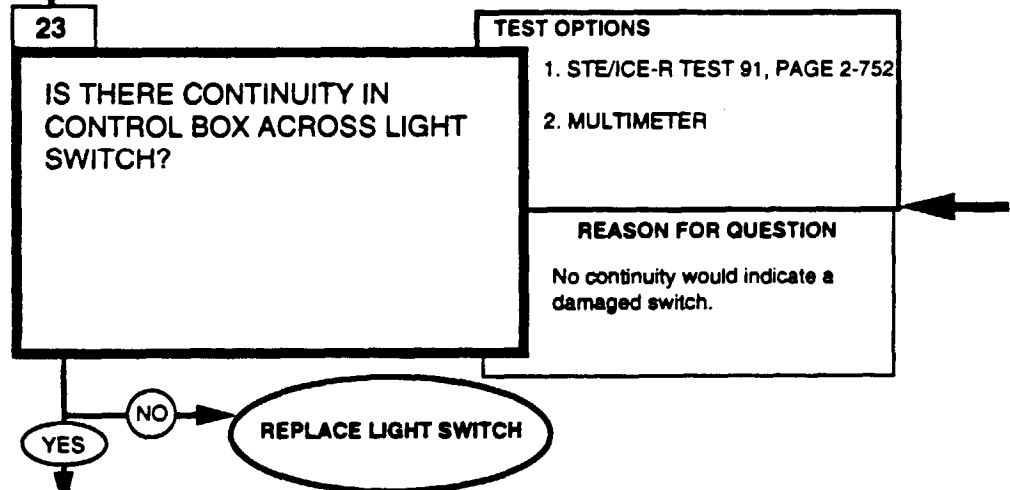 23
IS THERE CONTINUITY IN
CONTROL BOX ACROSS LIGHT
SWITCH?
TEST OPTIONS
1. STE/ICE-R TEST 91, PAGE 2-752
2. MULTIMETER
REASON FOR QUESTION
No continuity would indicate a
damaged switch.
NO
REPLACE LIGHT SWITCH
YES